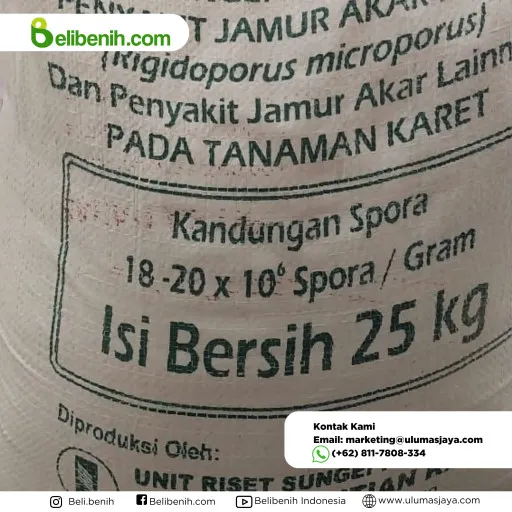 Belibenih.com
PENYAKIT JAMUR AKAR
(Rigidoporus microporus)
Dan Penyakit Jamur Akar Lainn
PADA TANAMAN KARET
Kandungan Spora
18-20 x 10⁶ Spora / Gram
Isi Bersih 25 kg
Diproduksi Oleh:
UNIT RISET SUNGEI
Kontak Kami
Email: marketing@ulumasjaya.com
(+62) 811-7808-334
Beli.benih
Belibenih.com
Belibenih Indonesia
www.ulumasjaya.com